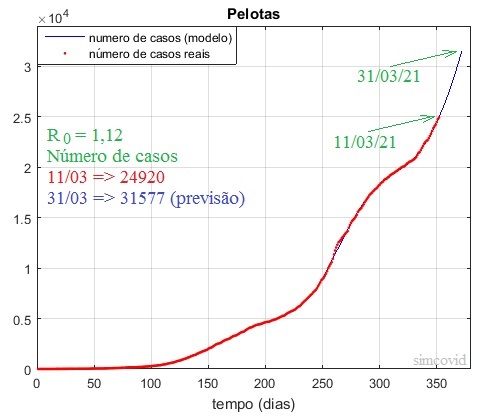 Pelotas
×10⁴
numero de casos (modelo)
número de casos reais
3
2.5
2
1.5
1
0.5
0
31/03/21
11/03/21
R 0 = 1,12
Número de casos
11/03 => 24920
31/03 => 31577 (previsão)
simcovid
0 50 100 150 200 250 300 350
tempo (dias)